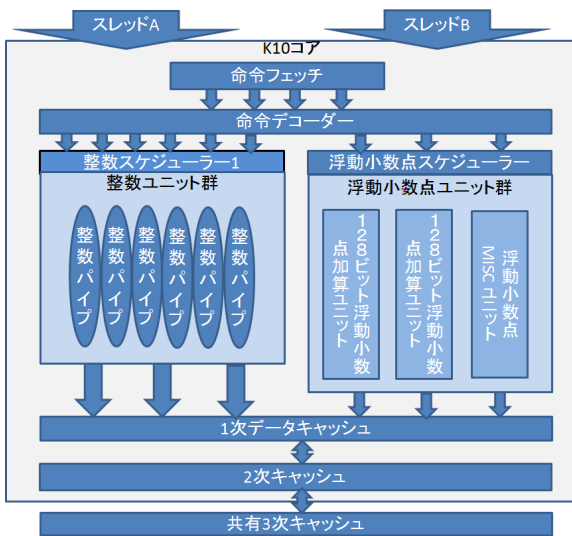 スレッドA
スレッドB
K10コア
命令フェッチ
命令デコーダー
整数スケジューラー1
浮動小数点スケジューラー
整数ユニット群
浮動小数点ユニット群
整数パイプ
整数パイプ
整数パイプ
整数パイプ
整数パイプ
整数パイプ
128ビット浮動小数
点加算ユニット
128ビット浮動小数
点加算ユニット
浮動小数点
MISCユニット
1次データキャッシュ
2次キャッシュ
共有3次キャッシュ